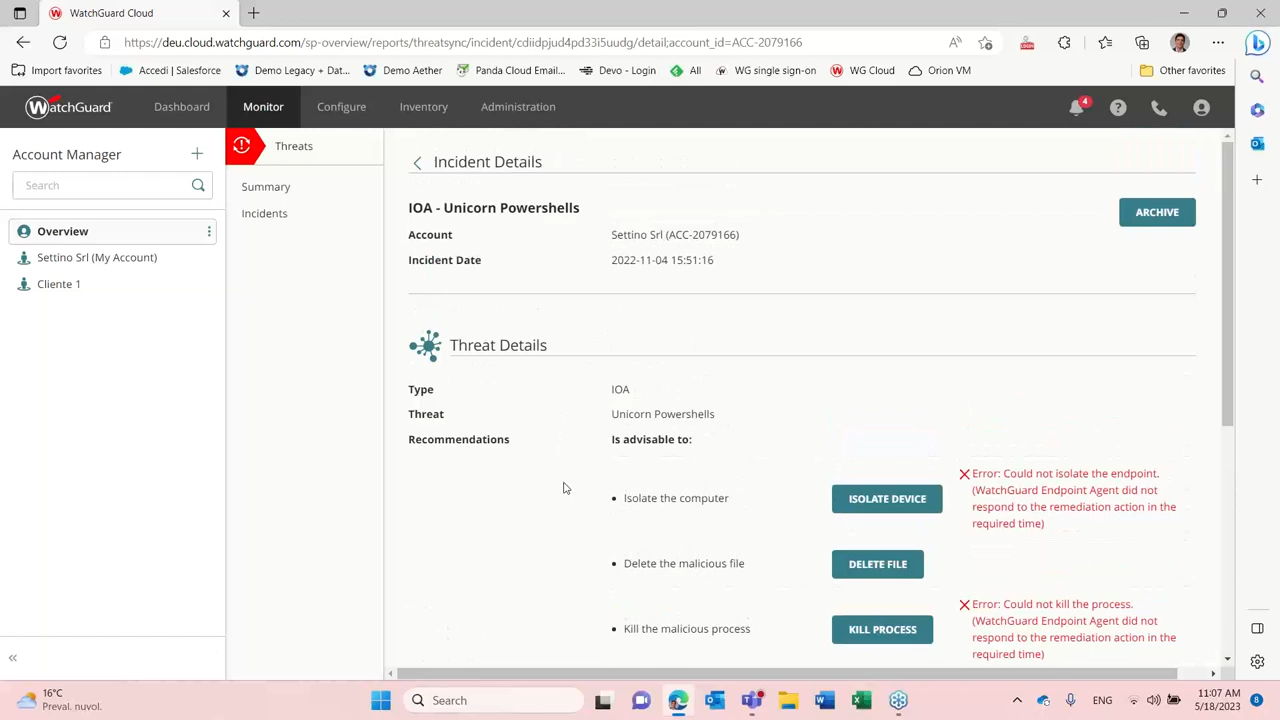 WatchGuard Cloud
https://deu.cloud.watchguard.com/sp-overview/reports/threatsync/incident/cdiidpjud4pd33i5uudg/detail;account_id=ACC-2079166
Import favorites
Accedi | Salesforce
Demo Legacy + Dat...
Demo Aether
Panda Cloud Email...
Devo - Login
All
WG single sign-on
WG Cloud
Orion VM
Other favorites
WatchGuard
Dashboard
Monitor
Configure
Inventory
Administration
4
Account Manager
Search
Overview
Settino Srl (My Account)
Cliente 1
Threats
Summary
Incidents
Incident Details
IOA - Unicorn Powershells
ARCHIVE
Account
Settino Srl (ACC-2079166)
Incident Date
2022-11-04 15:51:16
Threat Details
Type
IOA
Threat
Unicorn Powershells
Recommendations
Is advisable to:
• Isolate the computer
ISOLATE DEVICE
Error: Could not isolate the endpoint.
(WatchGuard Endpoint Agent did not
respond to the remediation action in the
required time)
• Delete the malicious file
DELETE FILE
• Kill the malicious process
KILL PROCESS
Error: Could not kill the process.
(WatchGuard Endpoint Agent did not
respond to the remediation action in the
required time)
16°C
Preval. nuvol.
Search
ENG
11:07 AM
5/18/2023
8